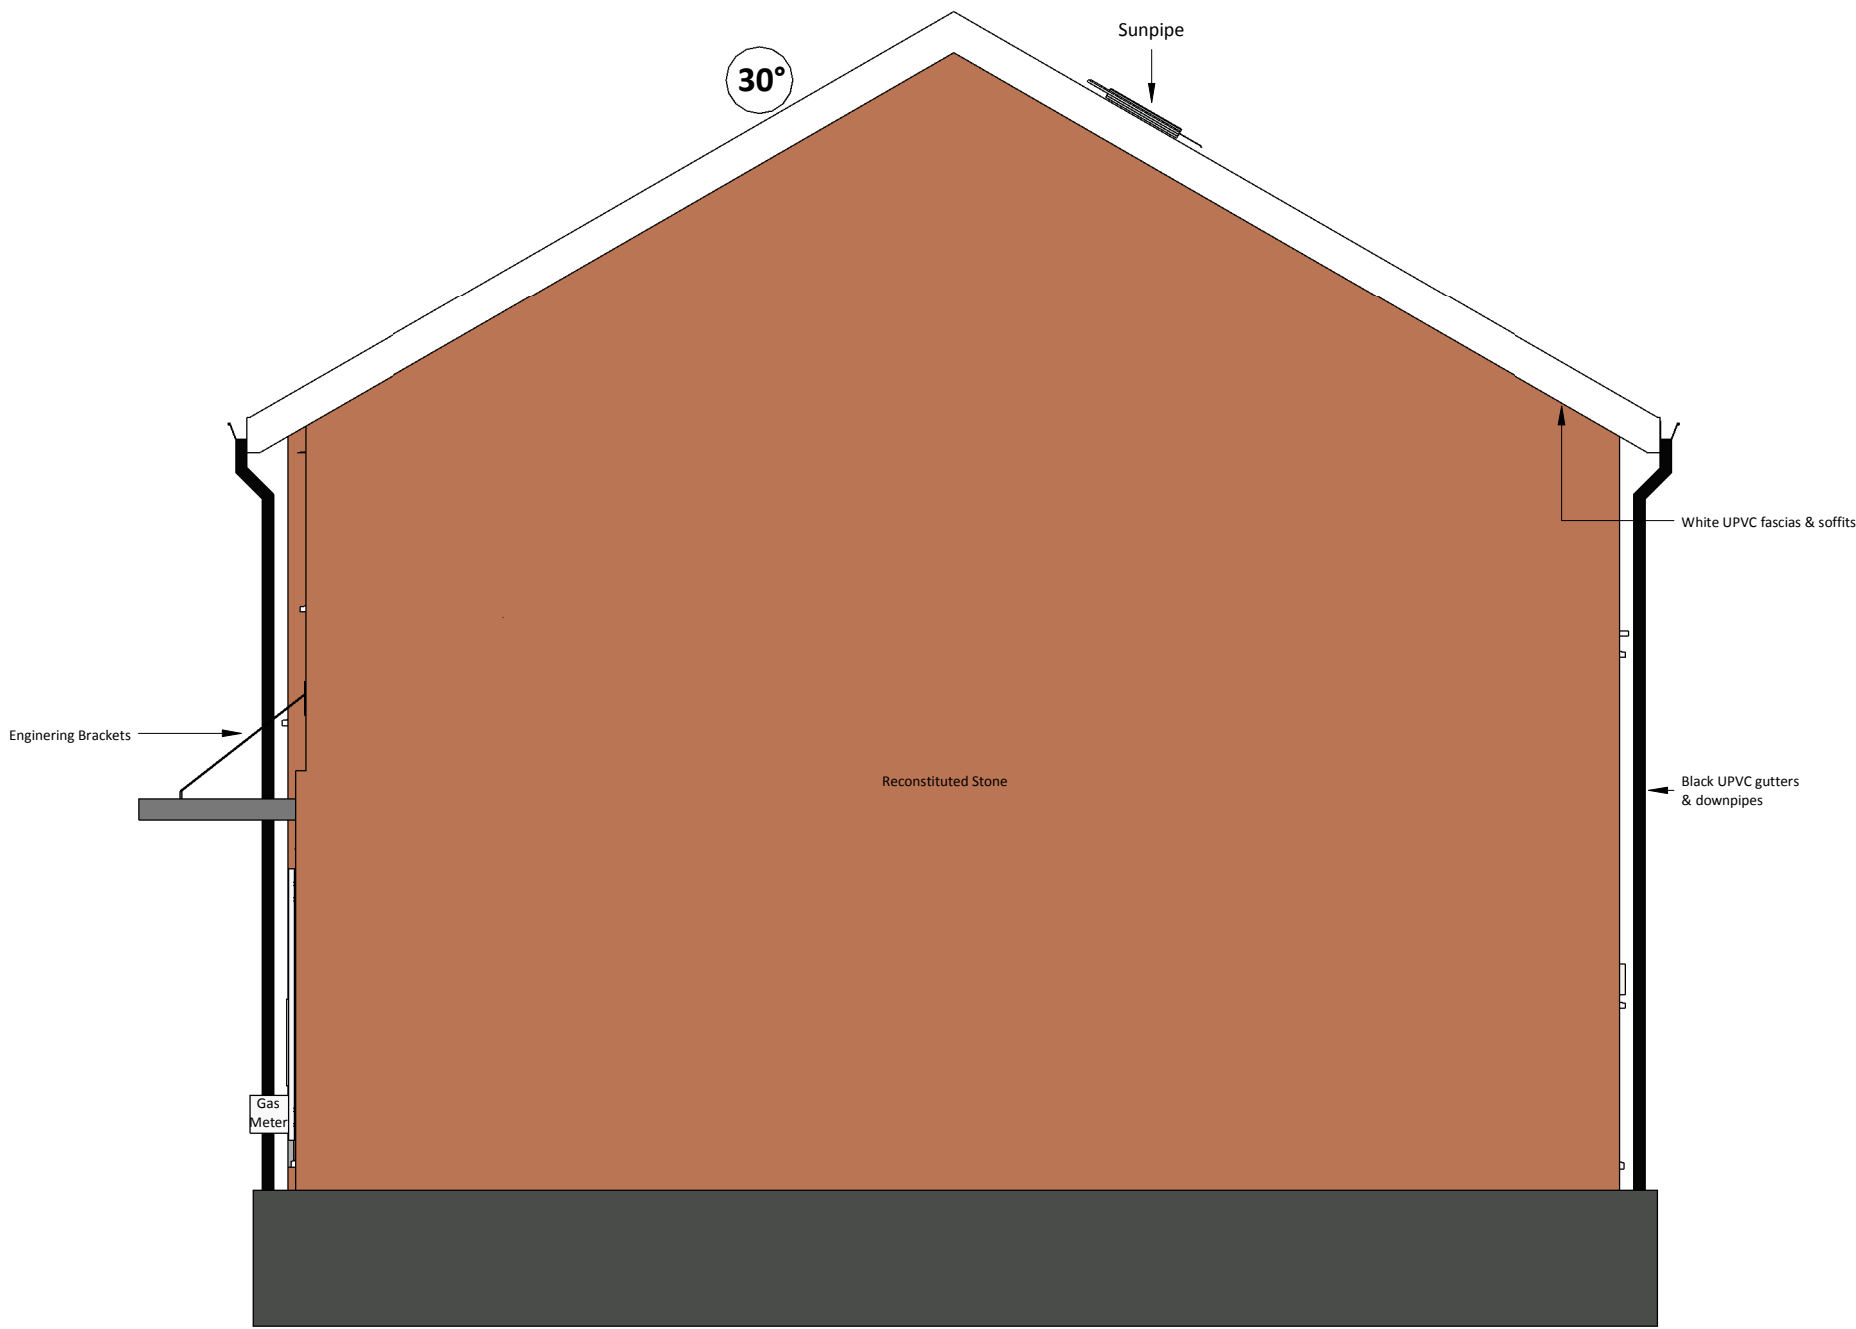 Sunpipe
30°
White UPVC fascias & soffits
Enginering Brackets
Reconstituted Stone
Black UPVC gutters
& downpipes
Gas
Meter